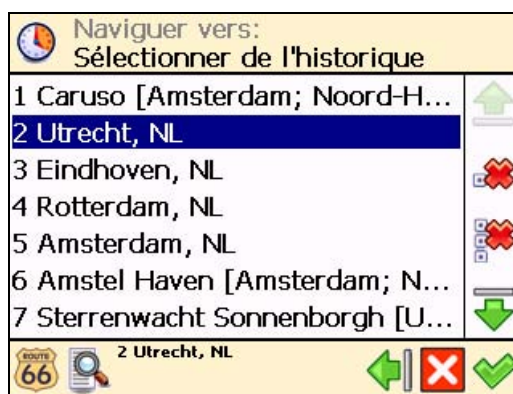 Naviguer vers:
Sélectionner de l'historique
1 Caruso [Amsterdam; Noord-H...
2 Utrecht, NL
3 Eindhoven, NL
4 Rotterdam, NL
5 Amsterdam, NL
6 Amstel Haven [Amsterdam; N...
7 Sterrenwacht Sonnenborgh [U...
ROUTE
66
2 Utrecht, NL